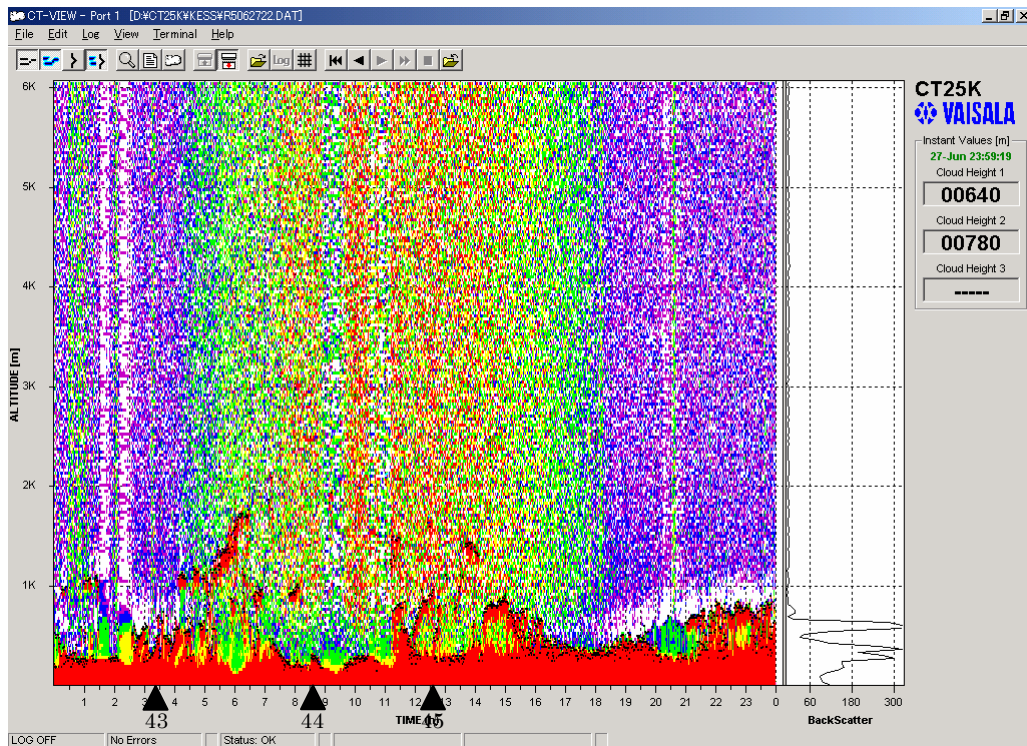 CT-VIEW - Port 1 [D:¥CT25K¥KESS¥R5062722.DAT]
File Edit Log View Terminal Help
Log
6K
5K
4K
3K
2K
1K
ALTITUDE [m]
1 2 3 4 5 6 7 8 9 10 11 12 13 14 15 16 17 18 19 20 21 22 23 0
60 180 300
43 44 45
TIME [h]
BackScatter
CT25K
VAISALA
Instant Values [m]
27-Jun 23:59:19
Cloud Height 1
00640
Cloud Height 2
00780
Cloud Height 3
-----
LOG OFF No Errors Status: OK